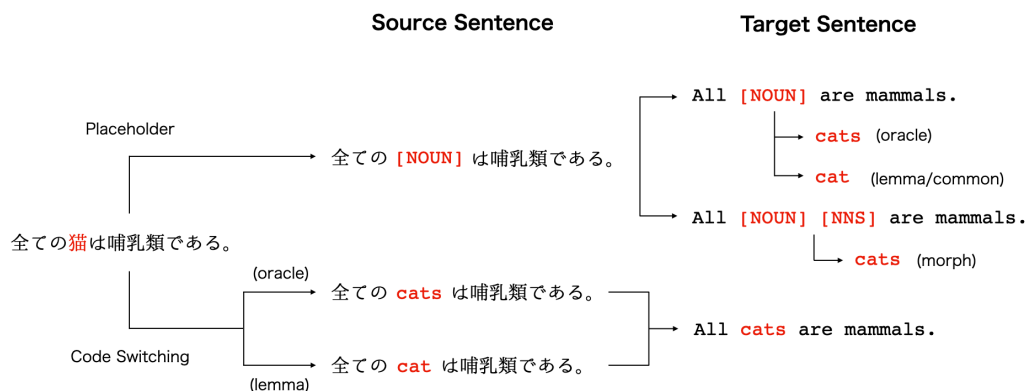 Source Sentence
Target Sentence
Placeholder
全ての猫は哺乳類である。
Code Switching
全ての [NOUN] は哺乳類である。
(oracle)
全ての cats は哺乳類である。
(lemma)
全ての cat は哺乳類である。
All [NOUN] are mammals.
cats (oracle)
cat (lemma/common)
All [NOUN] [NNS] are mammals.
cats (morph)
All cats are mammals.